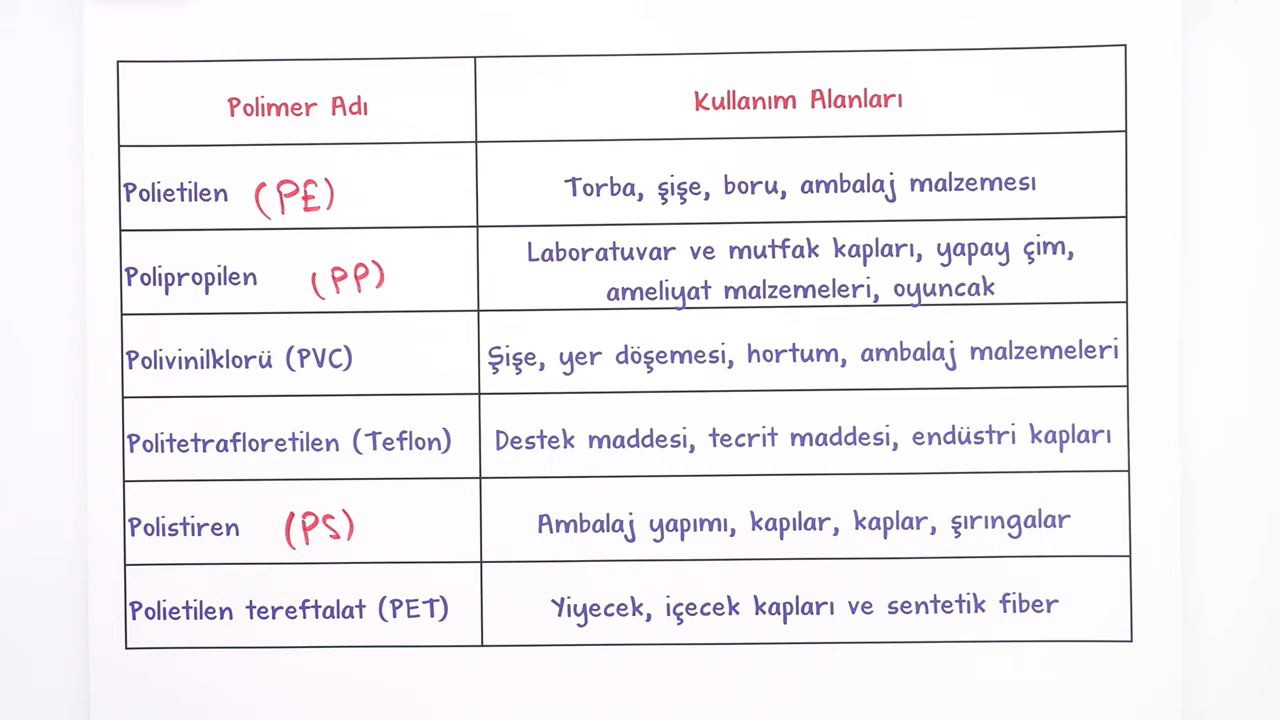 Polimer Adı
Kullanım Alanları
Polietilen (PE)
Torba, şişe, boru, ambalaj malzemesı
Polipropilen (PP)
Laboratuvar ve mutfak kapları, yapay çim,
ameliyat malzemeleri, oyuncak
Polivinilklorü (PVC)
Şişe, yer döşemesi, hortum, ambalaj malzemeleri
Politetrafloretilen (Teflon)
Destek maddesi, tecrit maddesi, endüstri kapları
Polistiren (PS)
Ambalaj yapımı, kapılar, kaplar, şırıngalar
Polietilen tereftalat (PET)
Yiyecek, içecek kapları ve sentetik fiber